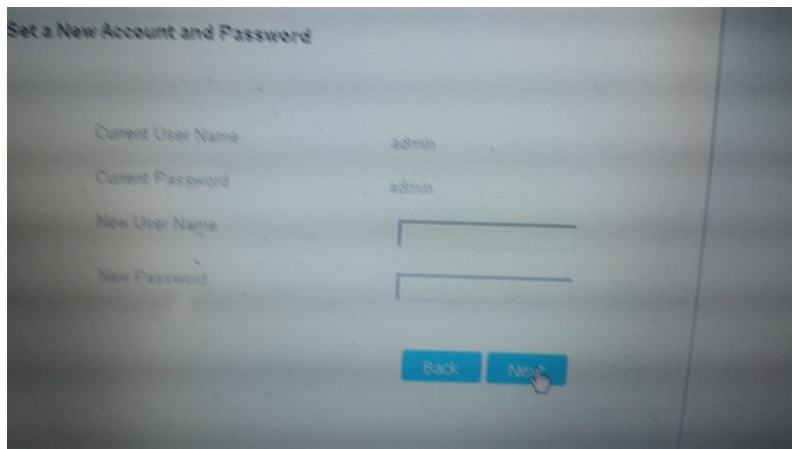 Set a New Account and Password
Current User Name admin
Current Password admin
New User Name
New Password
Back Next